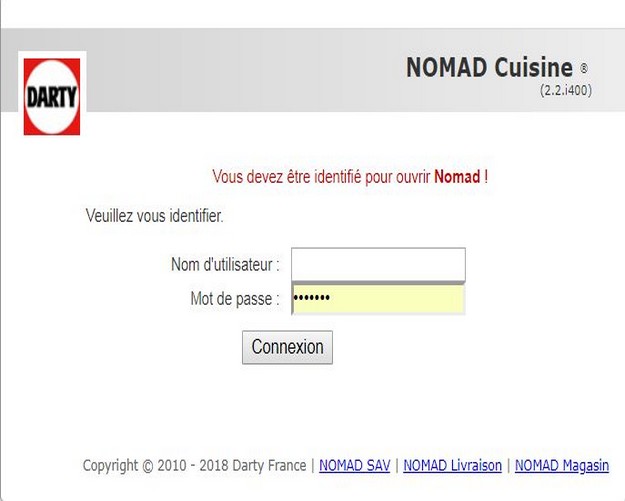 DARTY
NOMAD Cuisine ®
(2.2.i400)
Vous devez être identifié pour ouvrir Nomad !
Veuillez vous identifier.
Nom d'utilisateur :
Mot de passe : •••••••
Connexion
Copyright © 2010 - 2018 Darty France | NOMAD SAV | NOMAD Livraison | NOMAD Magasin